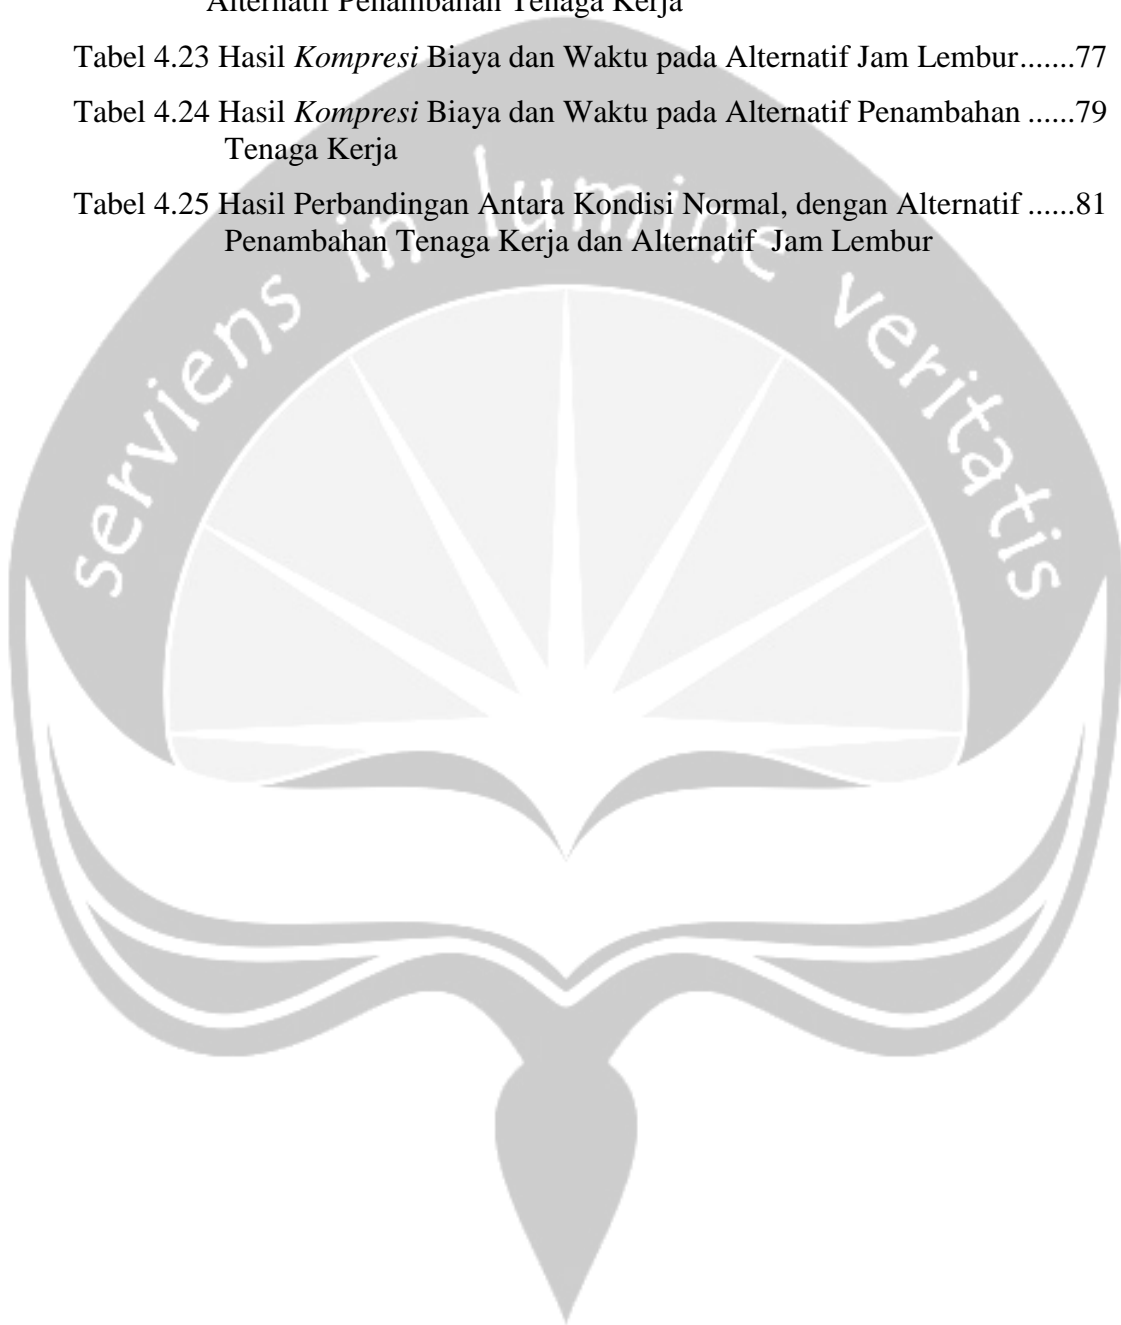 Alternatif Penambahan Tenaga Kerja
Tabel 4.23 Hasil Kompresi Biaya dan Waktu pada Alternatif Jam Lembur.......77
Tabel 4.24 Hasil Kompresi Biaya dan Waktu pada Alternatif Penambahan ......79
Tenaga Kerja
Tabel 4.25 Hasil Perbandingan Antara Kondisi Normal, dengan Alternatif ......81
Penambahan Tenaga Kerja dan Alternatif  Jam Lembur
serviens in lumine veritatis